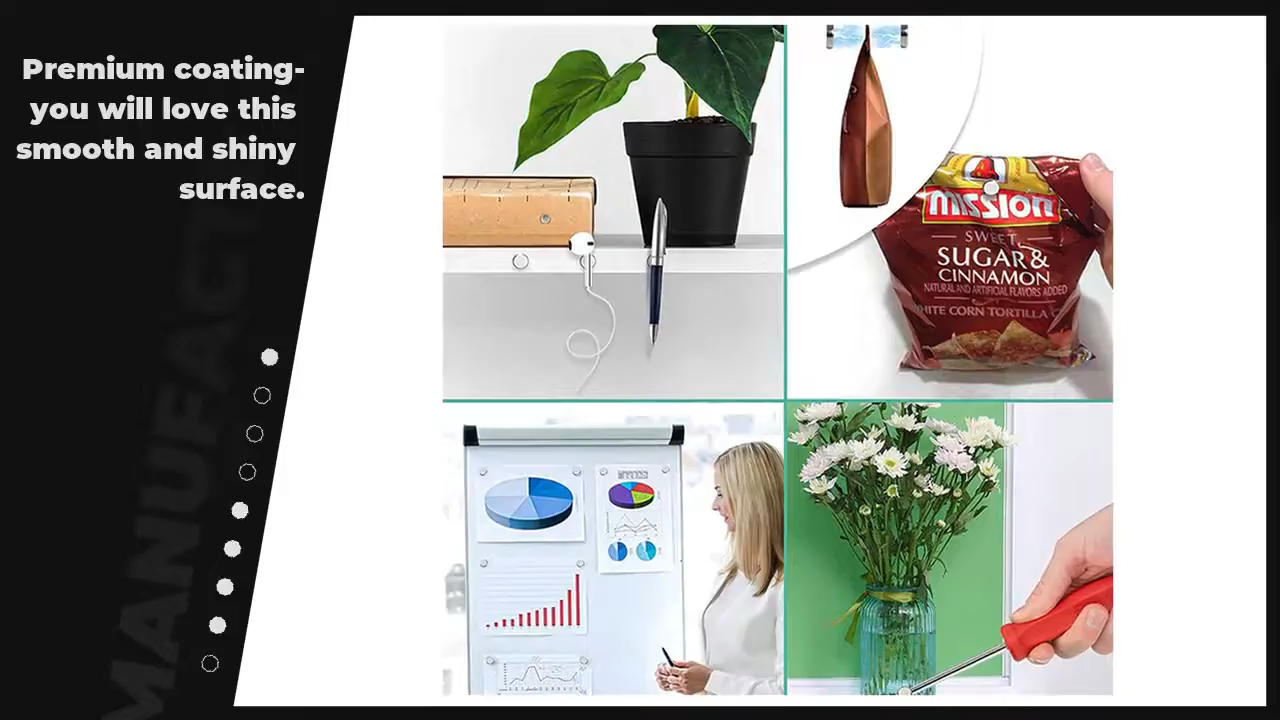 Premium coating-
you will love this
smooth and shiny
surface.
MANUFACT
MISSION
SWEET
SUGAR &
CINNAMON
NATURAL AND ARTIFICIAL FLAVORS ADDED
WHITE CORN TORTILLA